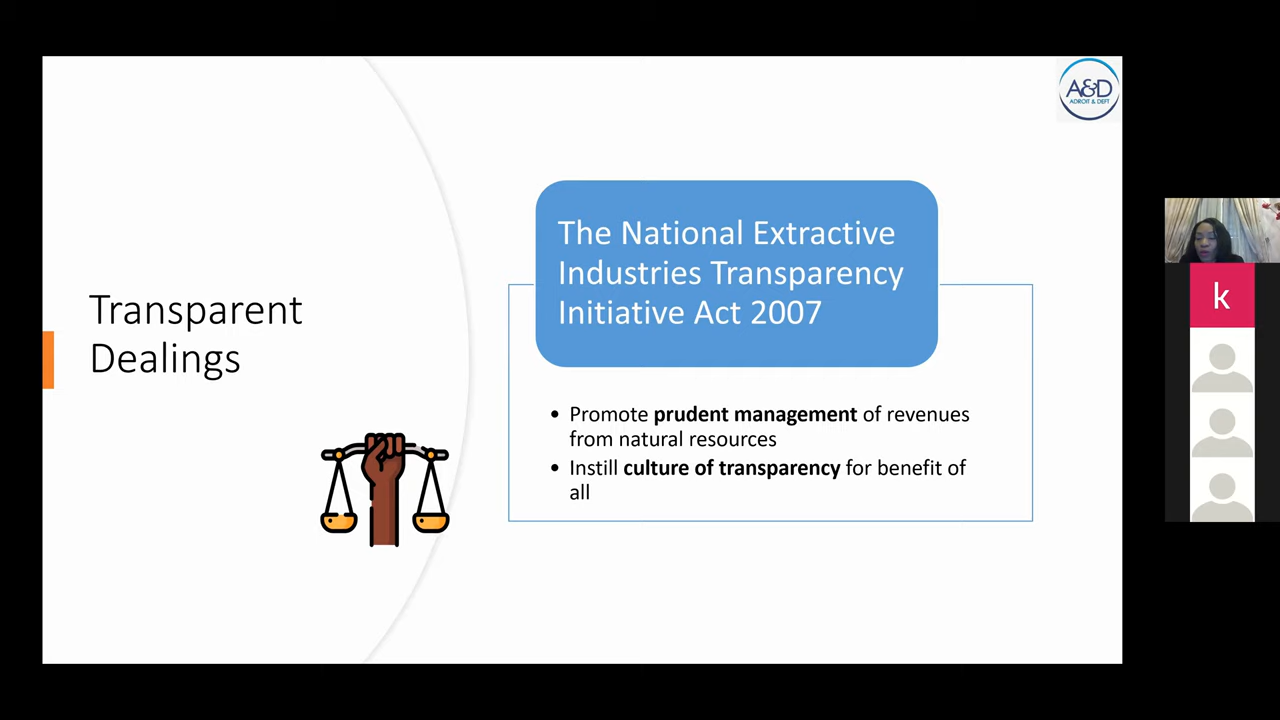 A&D
ADROIT & DEFT
The National Extractive
Industries Transparency
Initiative Act 2007
Transparent
Dealings
• Promote prudent management of revenues
from natural resources
• Instill culture of transparency for benefit of
all
k